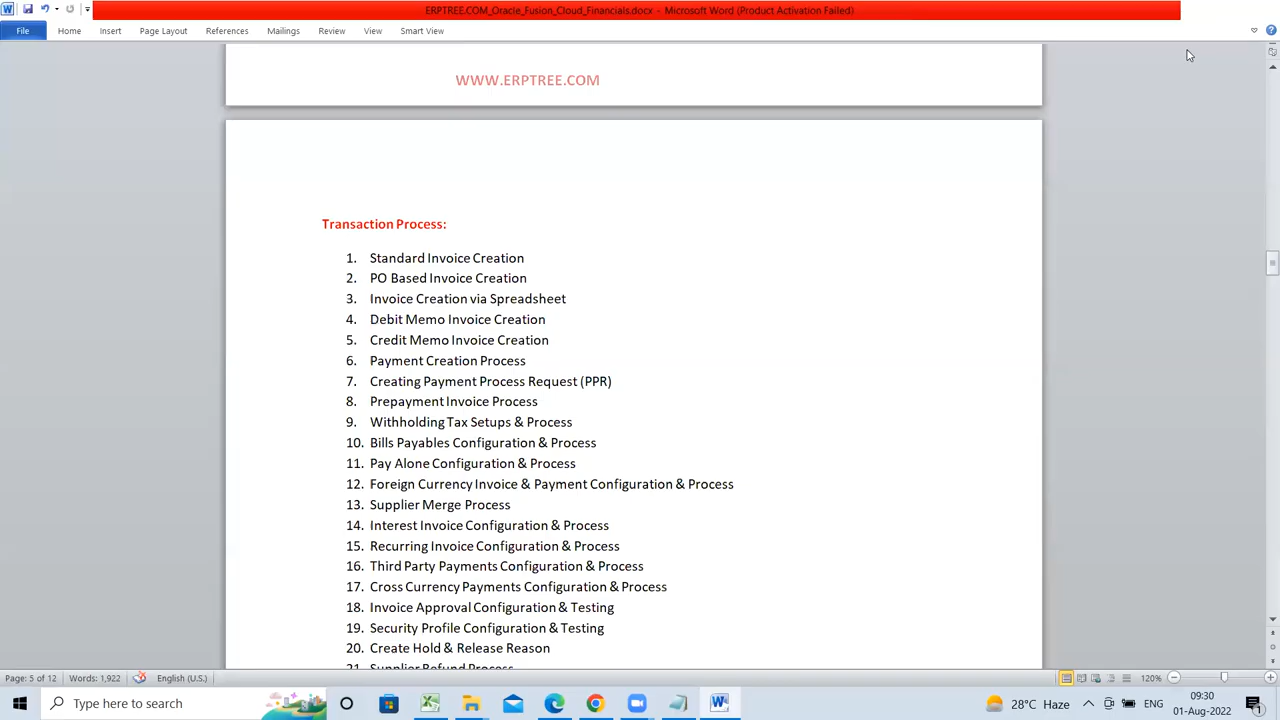 ERPTREE.COM_Oracle_Fusion_Cloud_Financials.docx - Microsoft Word (Product Activation Failed)
File Home Insert Page Layout References Mailings Review View Smart View
WWW.ERPTREE.COM
Transaction Process:
1. Standard Invoice Creation
2. PO Based Invoice Creation
3. Invoice Creation via Spreadsheet
4. Debit Memo Invoice Creation
5. Credit Memo Invoice Creation
6. Payment Creation Process
7. Creating Payment Process Request (PPR)
8. Prepayment Invoice Process
9. Withholding Tax Setups & Process
10. Bills Payables Configuration & Process
11. Pay Alone Configuration & Process
12. Foreign Currency Invoice & Payment Configuration & Process
13. Supplier Merge Process
14. Interest Invoice Configuration & Process
15. Recurring Invoice Configuration & Process
16. Third Party Payments Configuration & Process
17. Cross Currency Payments Configuration & Process
18. Invoice Approval Configuration & Testing
19. Security Profile Configuration & Testing
20. Create Hold & Release Reason
21. Supplier Refund Process
Page: 5 of 12 Words: 1,922 English (U.S.) 120%
Type here to search 28°C Haze ENG 09:30
01-Aug-2022 1